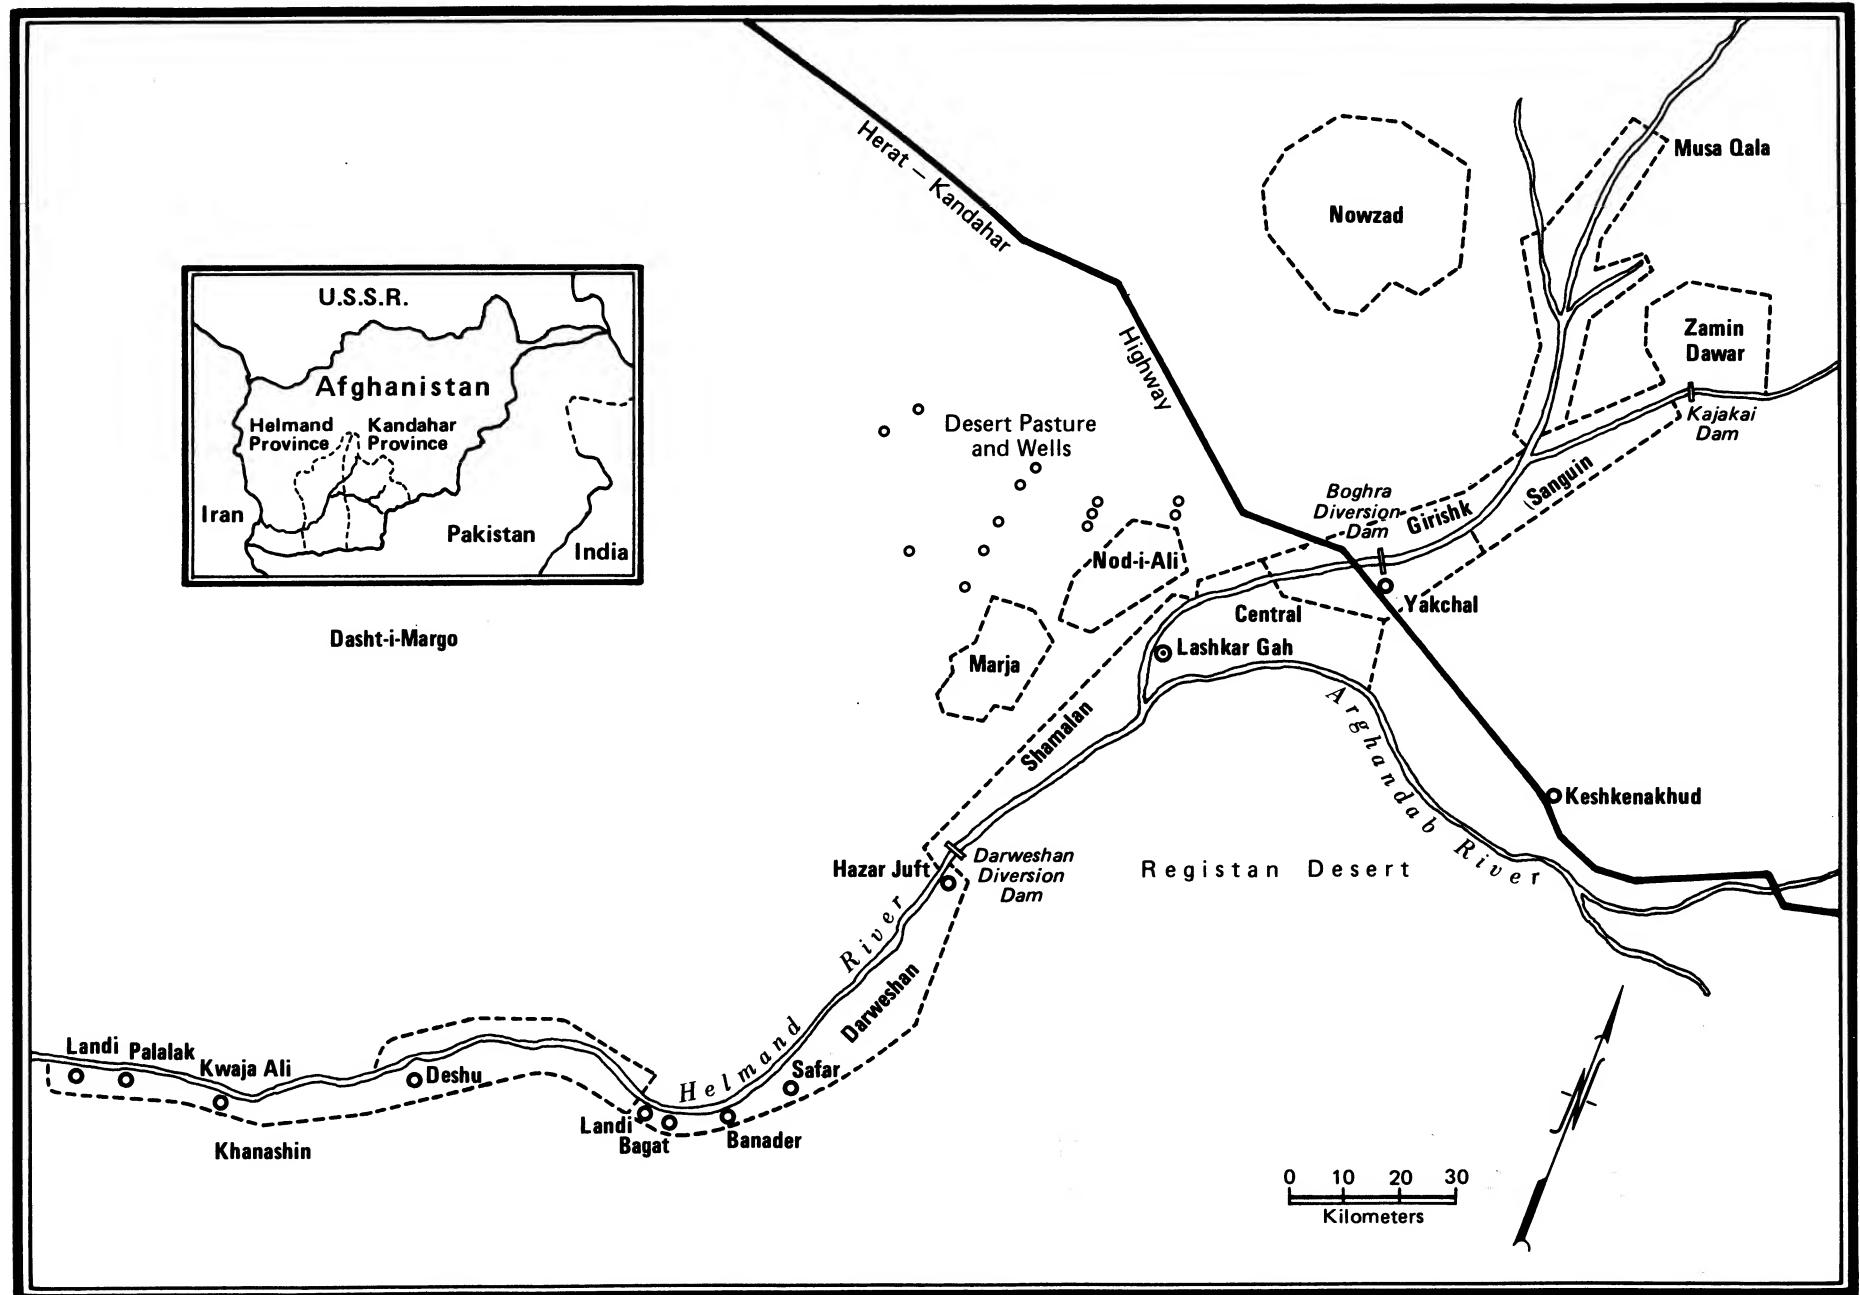 Musa Qala
Herat – Kandahar
Highway
Nowzad
U.S.S.R.
Afghanistan
Helmand
Province
Kandahar
Province
Iran
Pakistan
India
Zamin
Dawar
Kajakai
Dam
Desert Pasture
and Wells
Sanguin
Boghra
Diversion
Dam
Girishk
Nod-i-Ali
Yakchal
Central
Dasht-i-Margo
Lashkar Gah
Marja
Shamalan
Arghandab River
Keshkenakhud
Hazar Juft
Darweshan
Diversion
Dam
Registan Desert
Helmand River
Darweshan
Landi
Palalak
Kwaja Ali
Deshu
Safar
Landi
Bagat
Banader
Khanashin
0 10 20 30
Kilometers